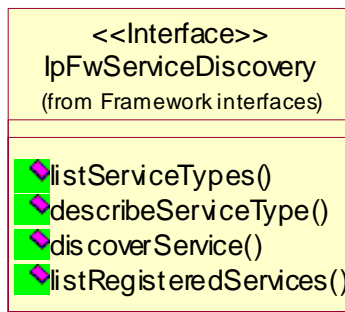 <<Interface>>
IpFwServiceDiscovery
(from Framework interfaces)
listServiceTypes()
describeServiceType()
discoverService()
listRegisteredServices()